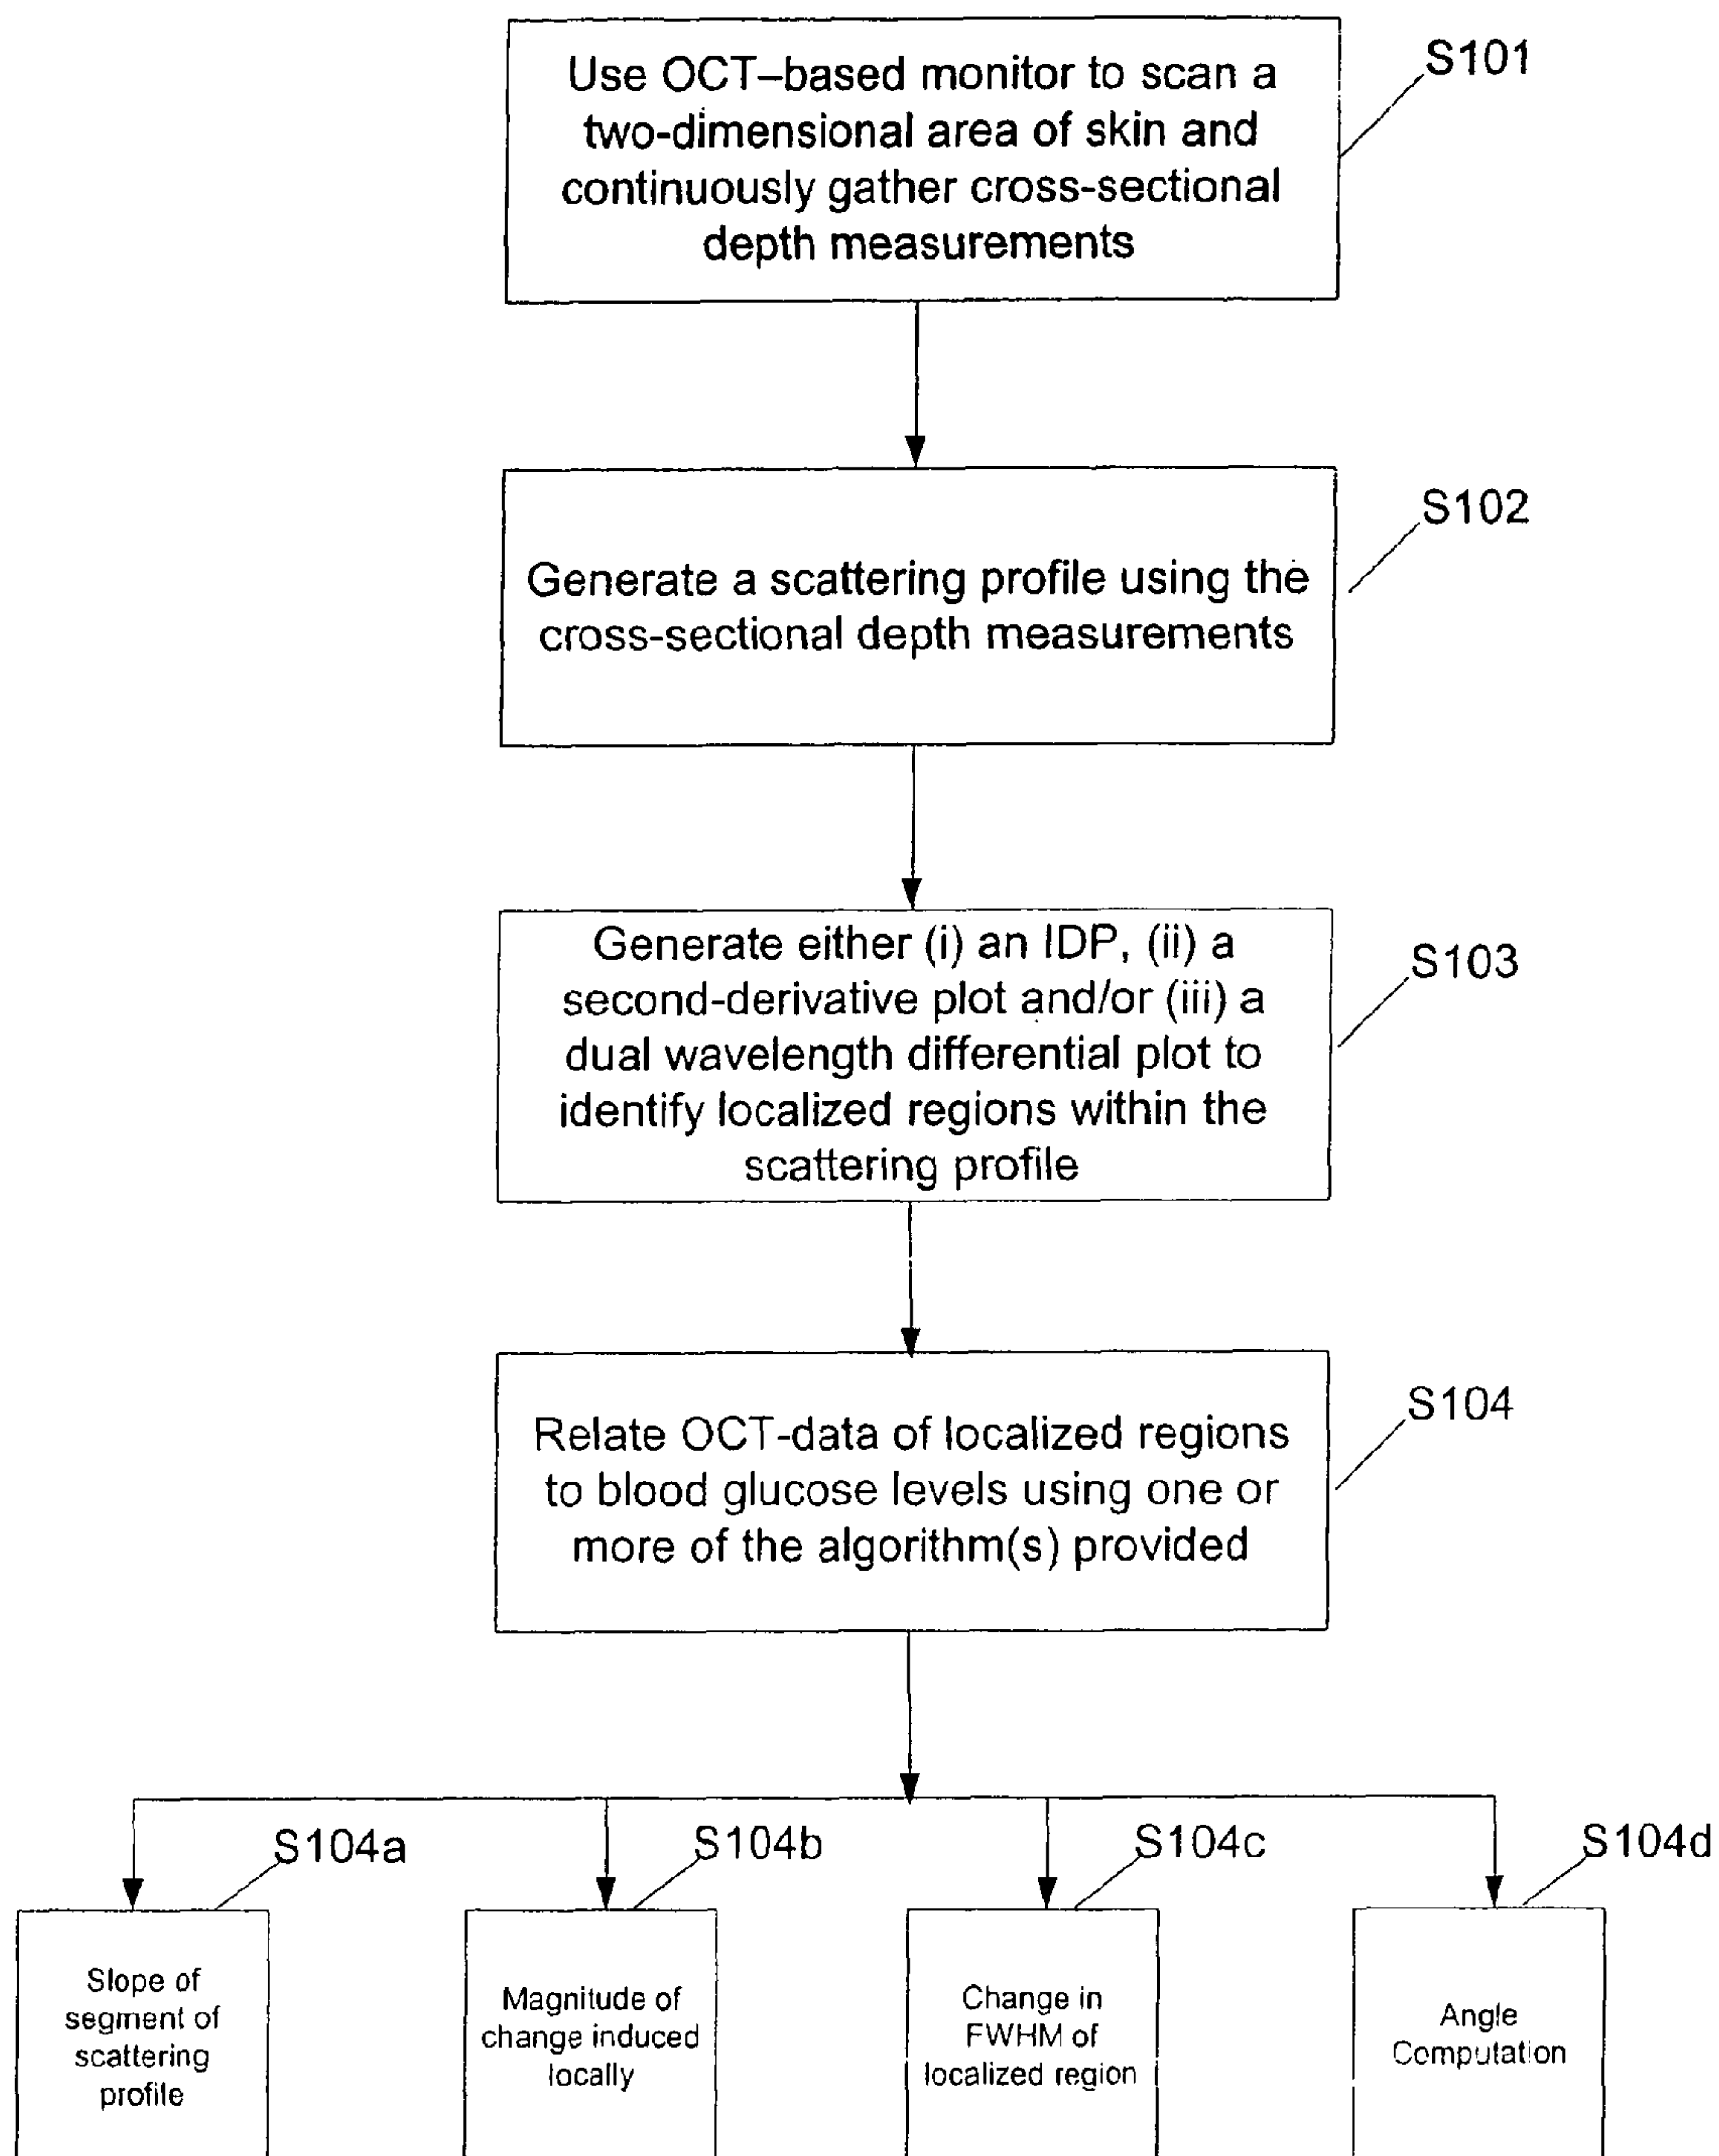 Use OCT–based monitor to scan a
two-dimensional area of skin and
continuously gather cross-sectional
depth measurements
S101
Generate a scattering profile using the
cross-sectional depth measurements
S102
Generate either (i) an IDP, (ii) a
second-derivative plot and/or (iii) a
dual wavelength differential plot to
identify localized regions within the
scattering profile
S103
Relate OCT-data of localized regions
to blood glucose levels using one or
more of the algorithm(s) provided
S104
S104a
Slope of
segment of
scattering
profile
S104b
Magnitude of
change induced
locally
S104c
Change in
FWHM of
localized region
S104d
Angle
Computation